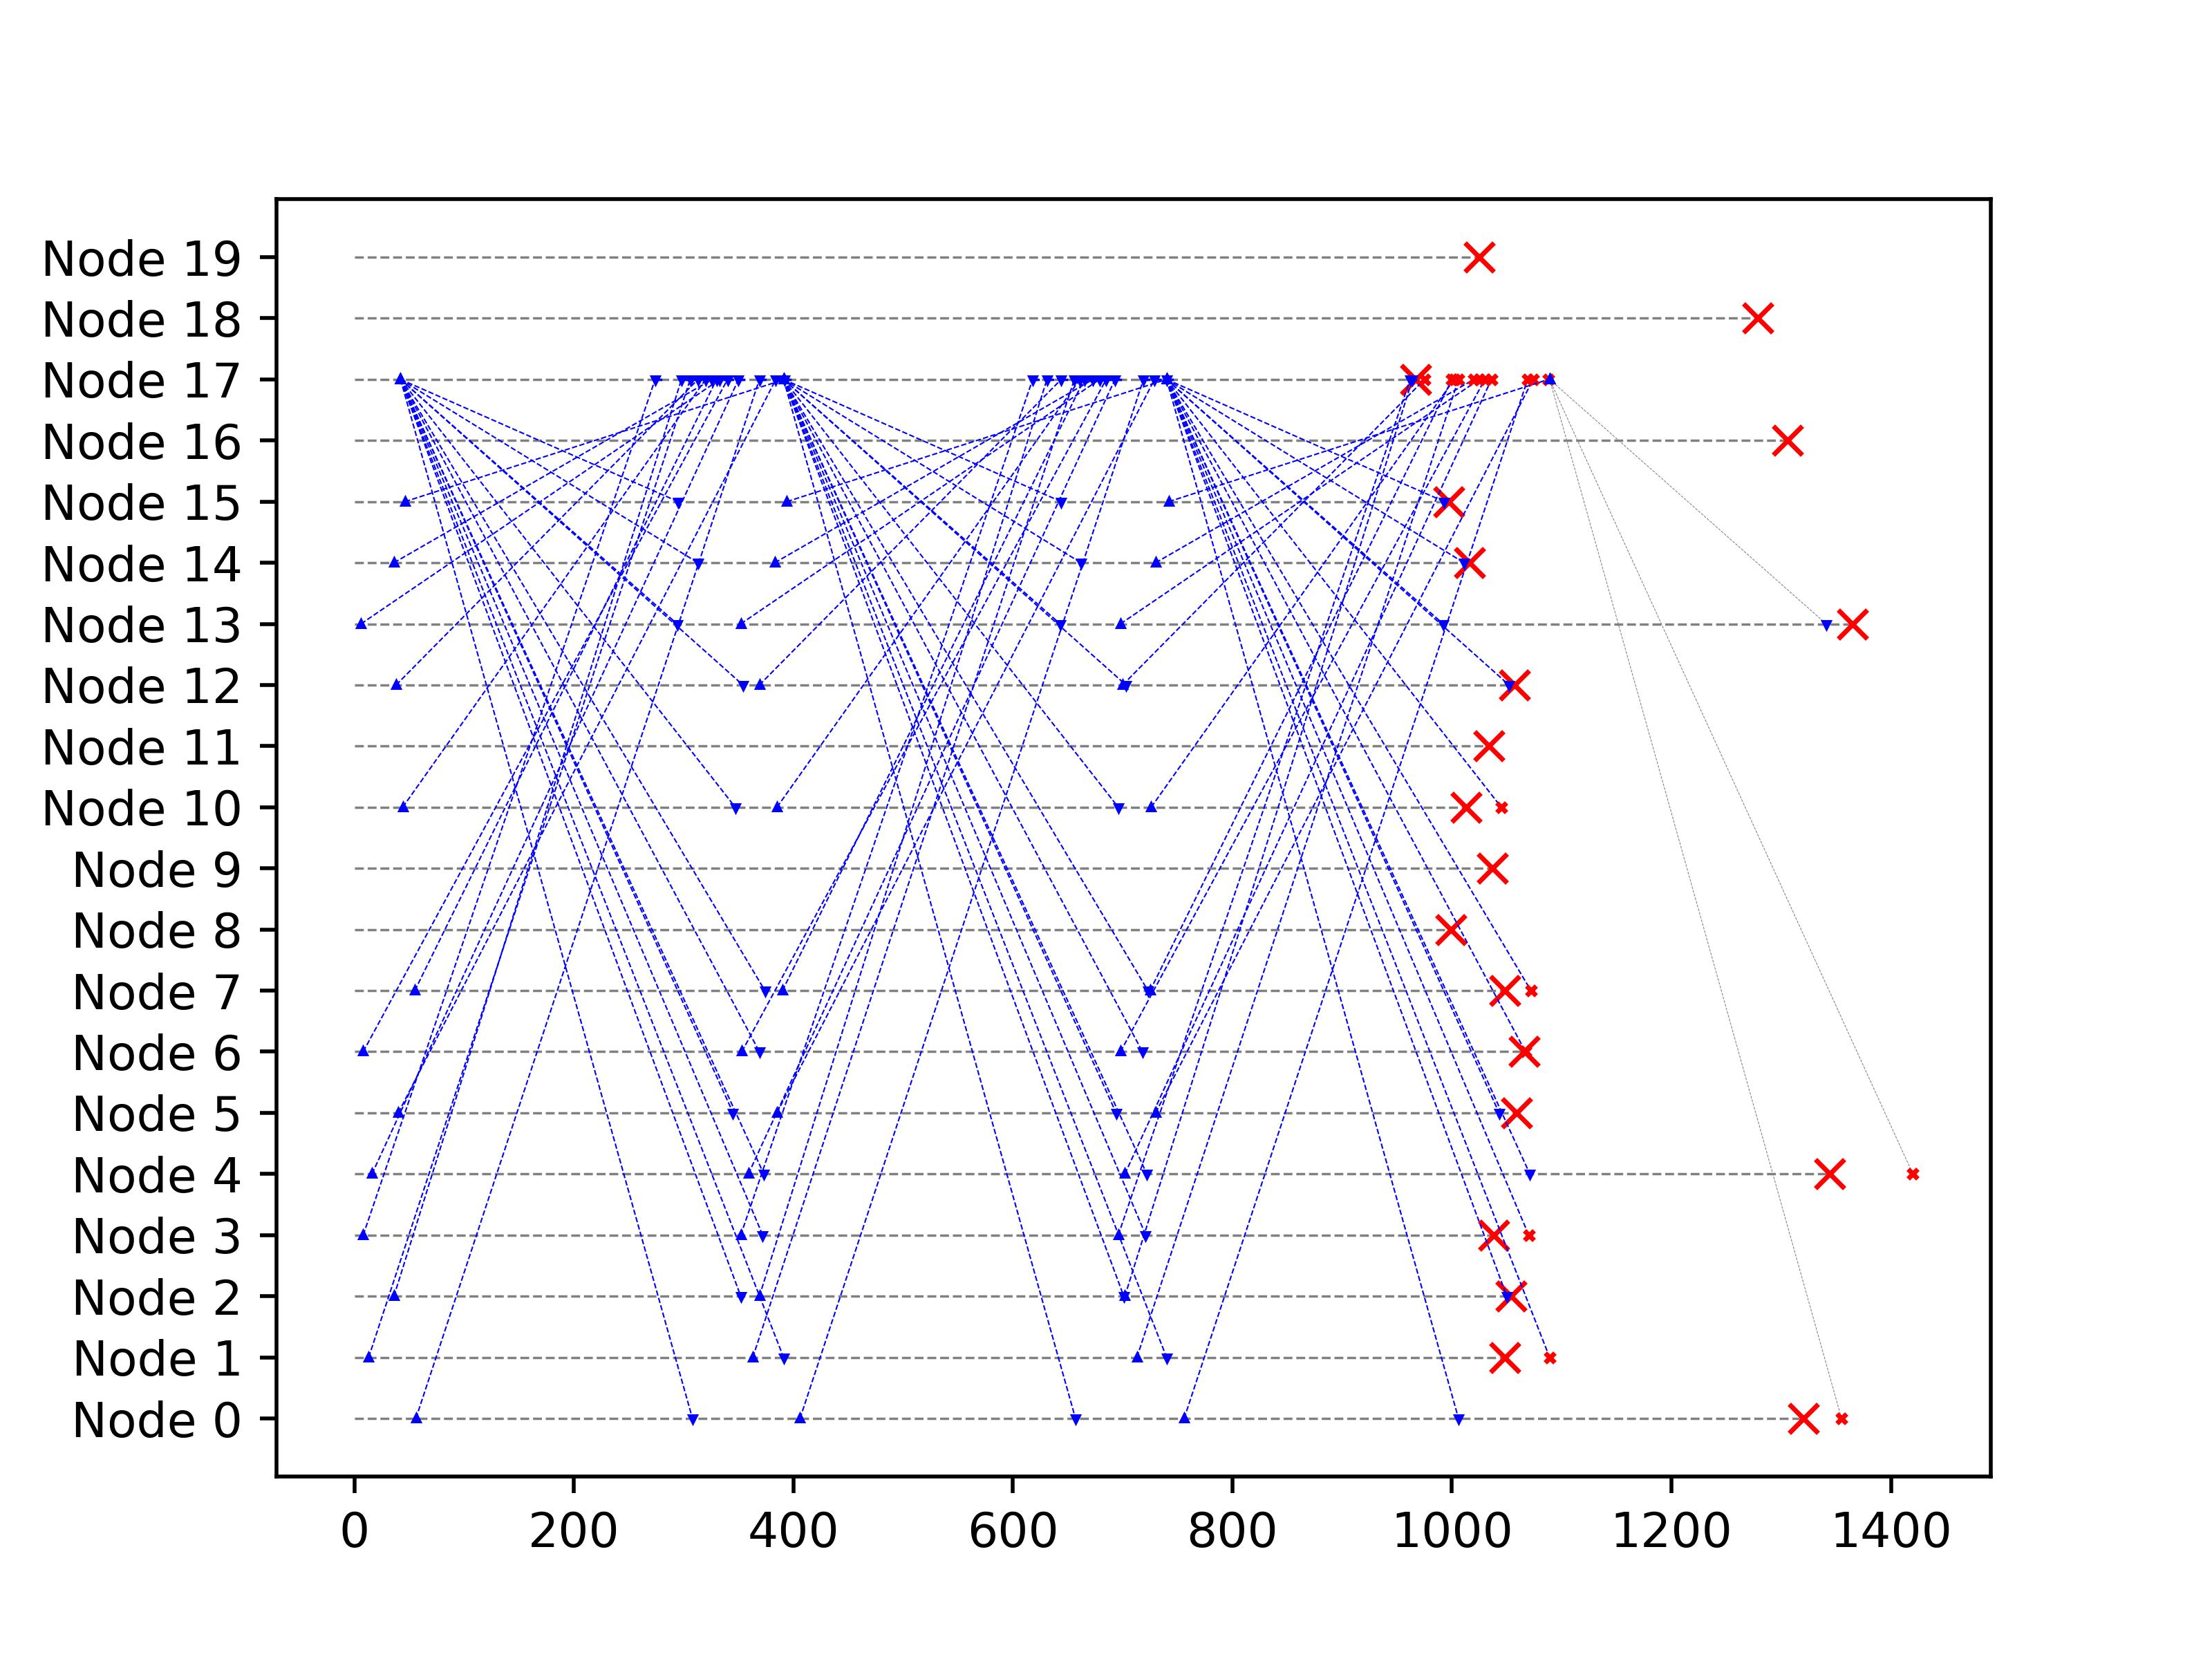 Node 19
Node 18
Node 17
Node 16
Node 15
Node 14
Node 13
Node 12
Node 11
Node 10
Node 9
Node 8
Node 7
Node 6
Node 5
Node 4
Node 3
Node 2
Node 1
Node 0
0 200 400 600 800 1000 1200 1400